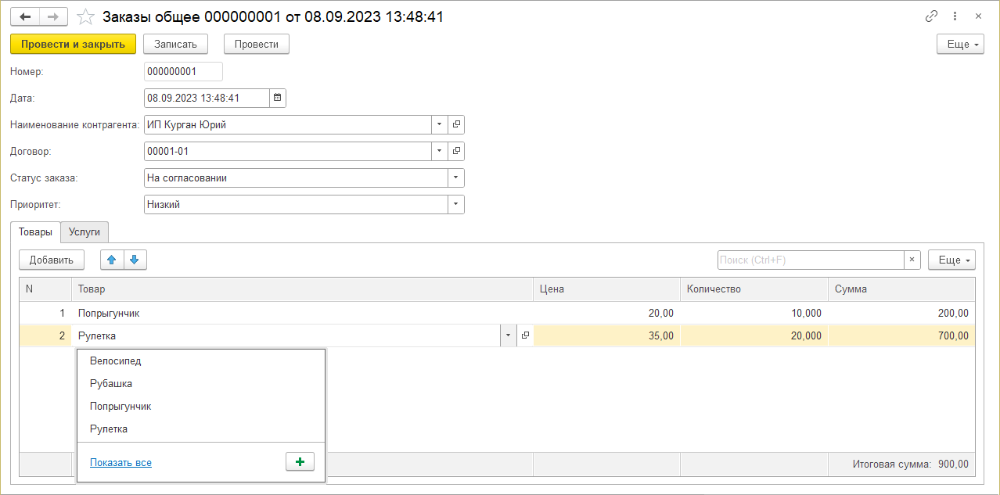 Заказы общее 000000001 от 08.09.2023 13:48:41
Провести и закрыть Записать Провести Еще
Номер: 000000001
Дата: 08.09.2023 13:48:41
Наименование контрагента: ИП Курган Юрий
Договор: 00001-01
Статус заказа: На согласовании
Приоритет: Низкий
Товары Услуги
Добавить Поиск (Ctrl+F) × Еще
N Товар Цена Количество Сумма
1 Попрыгунчик 20,00 10,000 200,00
2 Рулетка 35,00 20,000 700,00
Велосипед
Рубашка
Попрыгунчик
Рулетка
Показать все
Итоговая сумма: 900,00